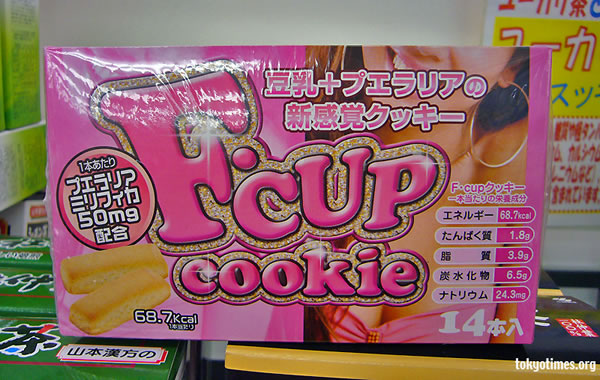 豆乳+プエラリアの
新感覚クッキー
F・CUP
cookie
1本あたり
プエラリア
ミリフィカ
50mg
配合
F・cupクッキー
一本当たりの栄養成分
エネルギー 68.7kcal
たんぱく質 1.8g
脂 質 3.9g
炭水化物 6.5g
ナトリウム 24.3mg
68.7Kcal
1本当たり
14本入
茶
山本漢方の
tokyotimes.org